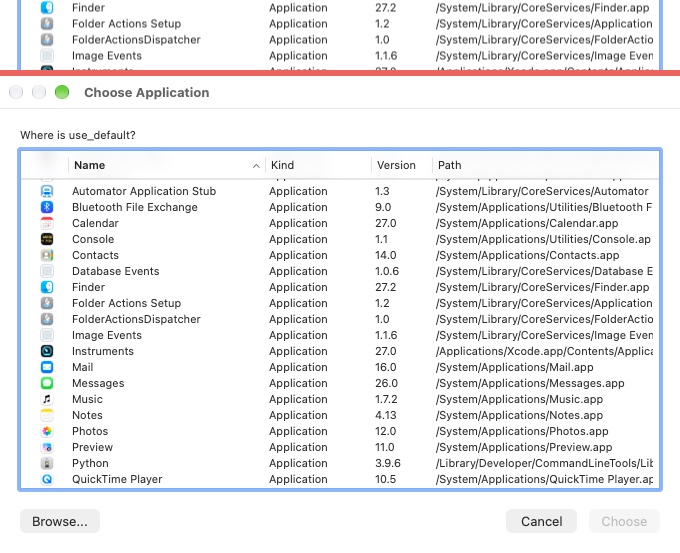 Finder Application 27.2 /System/Library/CoreServices/Finder.app
Folder Actions Setup Application 1.2 /System/Library/CoreServices/Application
FolderActionsDispatcher Application 1.0 /System/Library/CoreServices/FolderActio
Image Events Application 1.1.6 /System/Library/CoreServices/Image Even
Choose Application
Where is use_default?
Name Kind Version Path
Automator Application Stub Application 1.3 /System/Library/CoreServices/Automator
Bluetooth File Exchange Application 9.0 /System/Applications/Utilities/Bluetooth F
Calendar Application 27.0 /System/Applications/Calendar.app
Console Application 1.1 /System/Applications/Utilities/Console.ap
Contacts Application 14.0 /System/Applications/Contacts.app
Database Events Application 1.0.6 /System/Library/CoreServices/Database E
Finder Application 27.2 /System/Library/CoreServices/Finder.app
Folder Actions Setup Application 1.2 /System/Library/CoreServices/Application
FolderActionsDispatcher Application 1.0 /System/Library/CoreServices/FolderActio
Image Events Application 1.1.6 /System/Library/CoreServices/Image Even
Instruments Application 27.0 /Applications/Xcode.app/Contents/Applica
Mail Application 16.0 /System/Applications/Mail.app
Messages Application 26.0 /System/Applications/Messages.app
Music Application 1.7.2 /System/Applications/Music.app
Notes Application 4.13 /System/Applications/Notes.app
Photos Application 12.0 /System/Applications/Photos.app
Preview Application 11.0 /System/Applications/Preview.app
Python Application 3.9.6 /Library/Developer/CommandLineTools/Lib
QuickTime Player Application 10.5 /System/Applications/QuickTime Player.ap
Browse... Cancel Choose